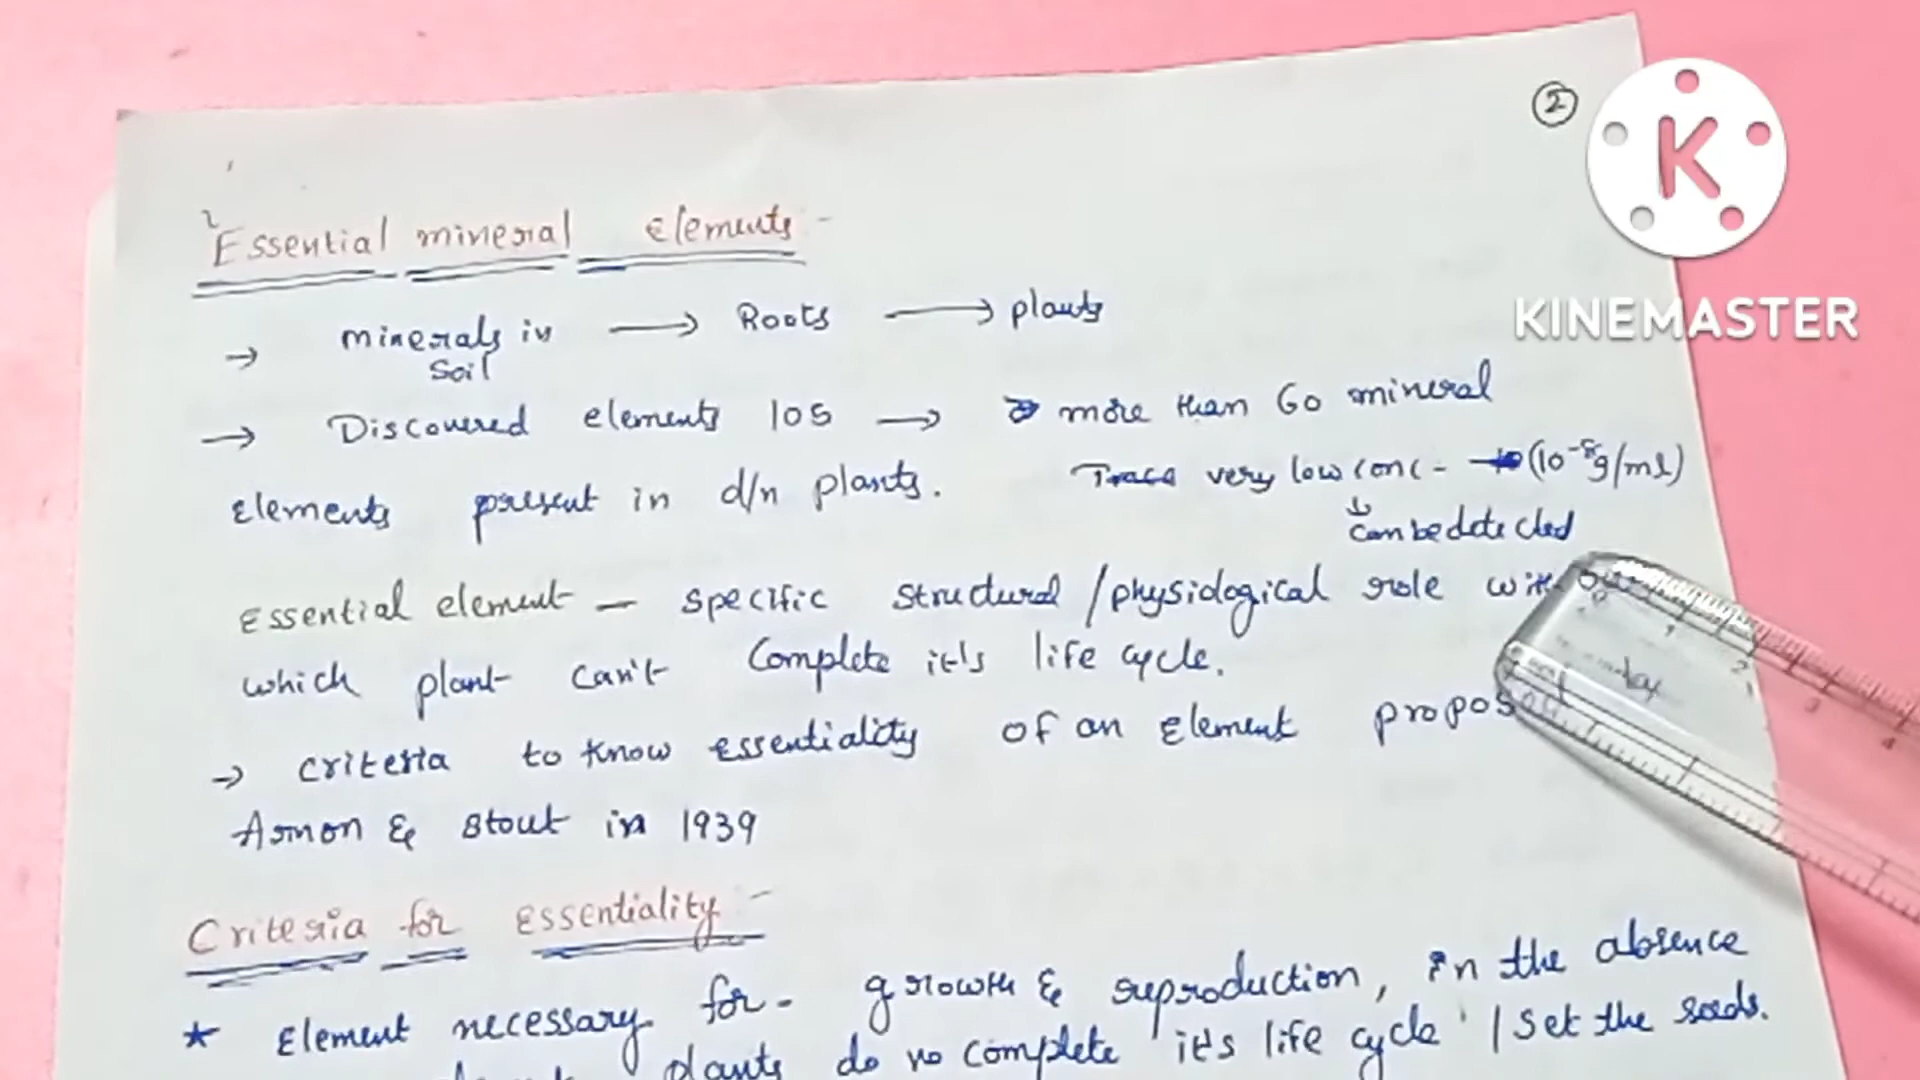 2
Essential mineral elements -
→ minerals in → Roots → plants
soil
→ Discovered elements 105 → more than 60 mineral
elements present in d/n plants. Trace very low conc - (10⁻⁸g/ml)
↓
can be detected
Essential element – specific structural /physiological role without
which plant can't complete it's life cycle.
→ criteria to know essentiality of an element proposed
Arnon & stout in 1939
Criteria for essentiality -
* Element necessary for - growth & reproduction, in the absence
plants do no complete it's life cycle / set the seeds.
K
KINEMASTER